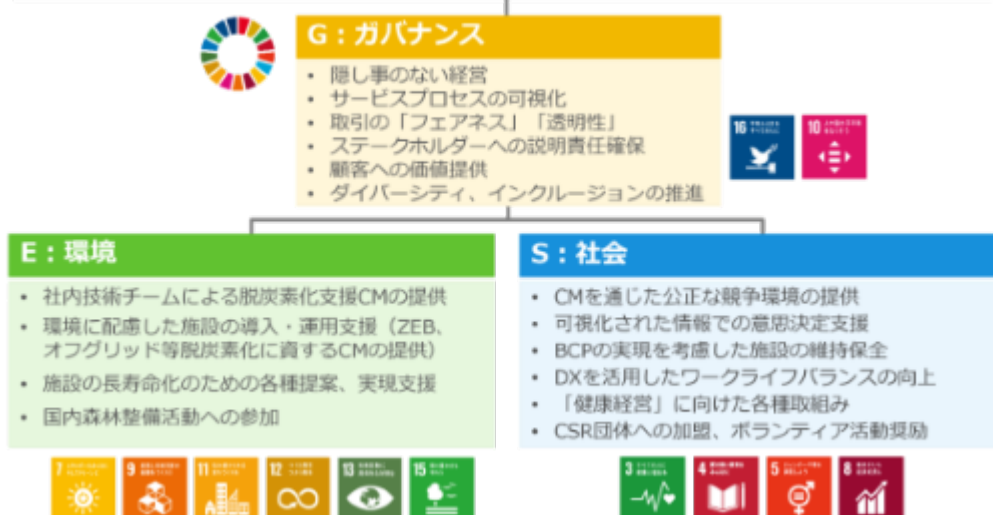 G：ガバナンス
• 隠し事のない経営
• サービスプロセスの可視化
• 取引の「フェアネス」「透明性」
• ステークホルダーへの説明責任確保
• 顧客への価値提供
• ダイバーシティ、インクルージョンの推進
16
10
E：環境
• 社内技術チームによる脱炭素化支援CMの提供
• 環境に配慮した施設の導入・運用支援（ZEB、
オフグリッド等脱炭素化に資するCMの提供）
• 施設の長寿命化のための各種提案、実現支援
• 国内森林整備活動への参加
S：社会
• CMを通じた公正な競争環境の提供
• 可視化された情報での意思決定支援
• BCPの実現を考慮した施設の維持保全
• DXを活用したワークライフバランスの向上
• 「健康経営」に向けた各種取組み
• CSR団体への加盟、ボランティア活動奨励
7
9
11
12
13
15
3
4
5
8